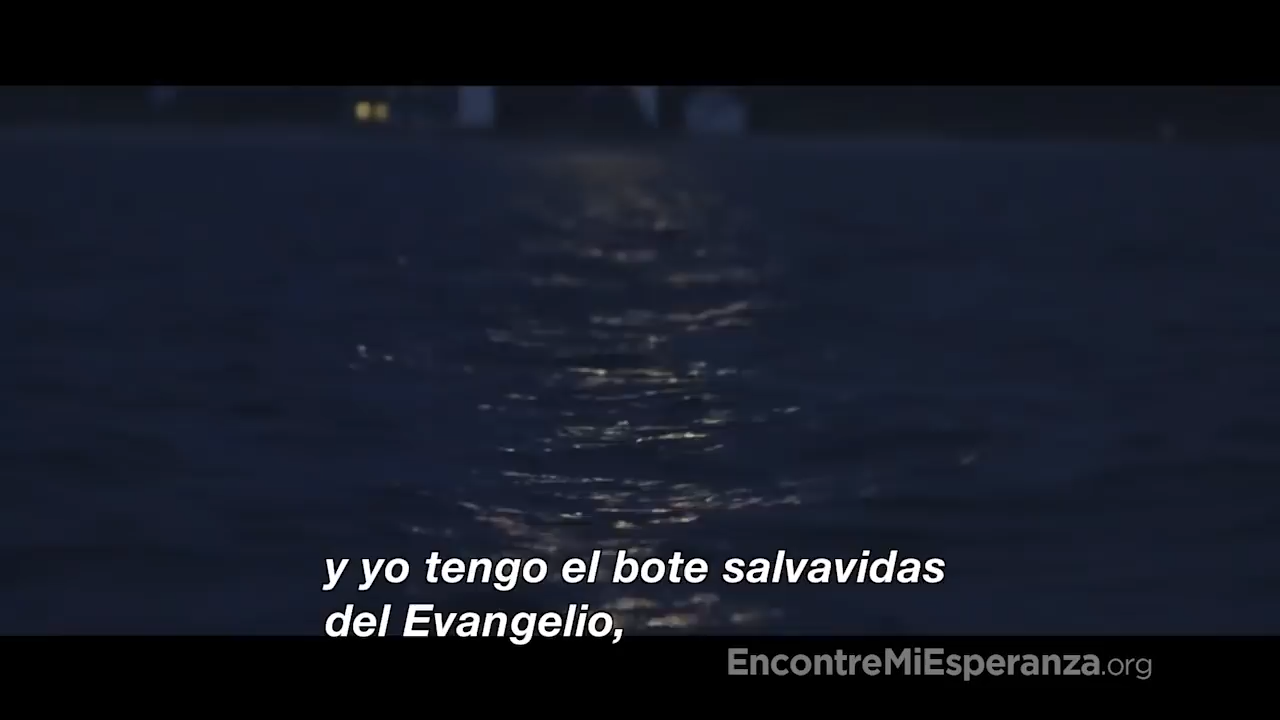 y yo tengo el bote salvavidas
del Evangelio,
EncontreMiEsperanza.org